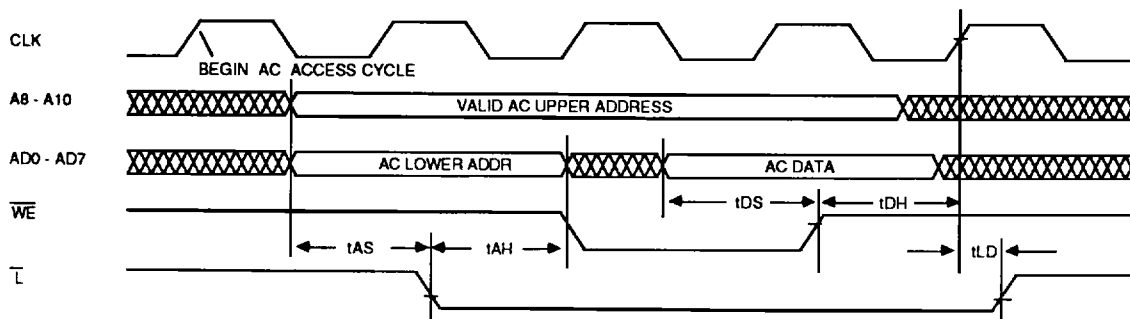 CLK
BEGIN AC ACCESS CYCLE
A8 - A10
VALID AC UPPER ADDRESS
AD0 - AD7
AC LOWER ADDR
AC DATA
WE
tDS
tDH
tAS
tAH
tLD
L